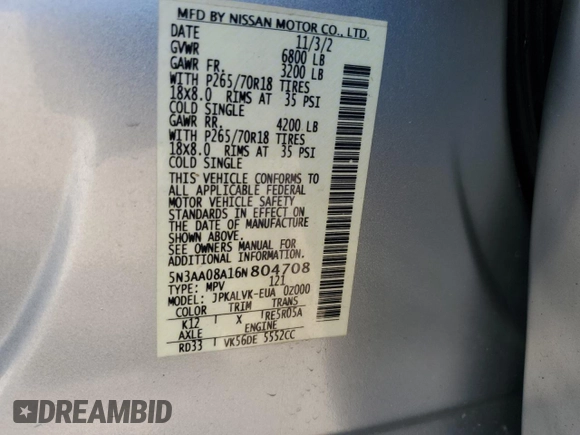 MFD BY NISSAN MOTOR CO., LTD.
DATE 11/3/2
GVWR 6800 LB
GAWR FR. 3200 LB
WITH P265/70R18 TIRES
18X8.0 RIMS AT 35 PSI
COLD SINGLE
GAWR RR. 4200 LB
WITH P265/70R18 TIRES
18X8.0 RIMS AT 35 PSI
COLD SINGLE
THIS VEHICLE CONFORMS TO
ALL APPLICABLE FEDERAL
MOTOR VEHICLE SAFETY
STANDARDS IN EFFECT ON
THE DATE OF MANUFACTURE
SHOWN ABOVE.
SEE OWNERS MANUAL FOR
ADDITIONAL INFORMATION.
5N3AA08A16N804708
TYPE: MPV 121
MODEL: JPKALVK-EUA 02000
COLOR TRIM TRANS
K12 X RE5R05A
AXLE ENGINE
RD33 VK56DE 5552CC
DREAMBID